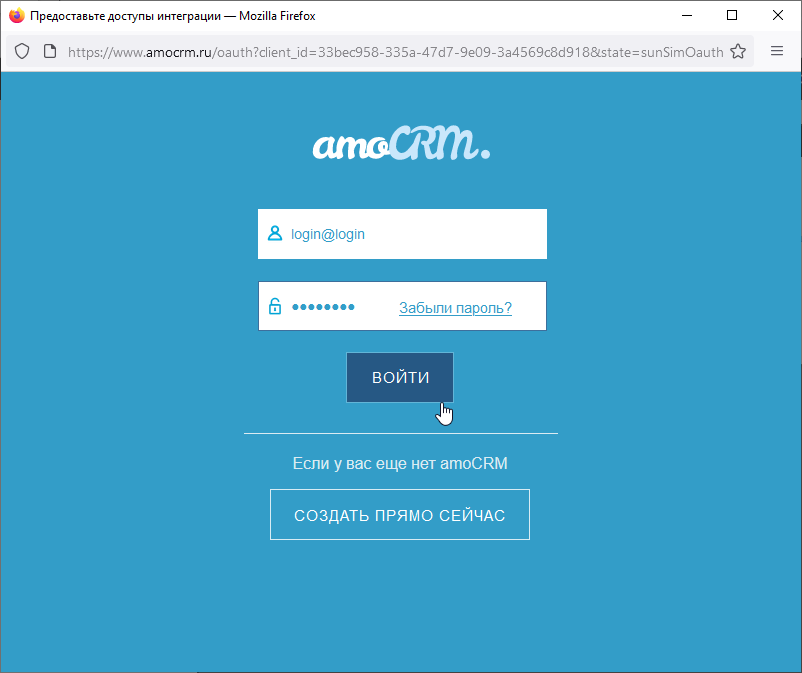 Предоставьте доступы интеграции — Mozilla Firefox
https://www.amocrm.ru/oauth?client_id=33bec958-335a-47d7-9e09-3a4569c8d918&state=sunSimOauth
amoCRM.
login@login
Забыли пароль?
ВОЙТИ
Если у вас еще нет amoCRM
СОЗДАТЬ ПРЯМО СЕЙЧАС